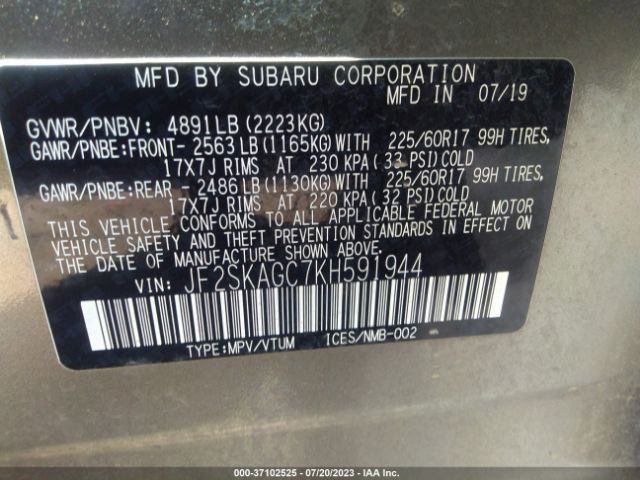 MFD BY SUBARU CORPORATION
MFD IN 07/19
GVWR/PNBV: 4891LB (2223KG)
GAWR/PNBE:FRONT- 2563 LB(1165KG)WITH 225/60R17 99H TIRES,
17X7J RIMS AT 230 KPA( 33 PSI)COLD
GAWR/PNBE:REAR - 2486 LB(1130KG)WITH 225/60R17 99H TIRES,
17X7J RIMS AT 220 KPA( 32 PSI)COLD
THIS VEHICLE CONFORMS TO ALL APPLICABLE FEDERAL MOTOR
VEHICLE SAFETY AND THEFT PREVENTION STANDARDS IN EFFECT ON
THE DATE OF MANUFACTURE SHOWN ABOVE.
VIN: JF2SKAGC7KH591944
TYPE:MPV/VTUM ICES/NMB-002
000-37102525 - 07/20/2023 - IAA Inc.